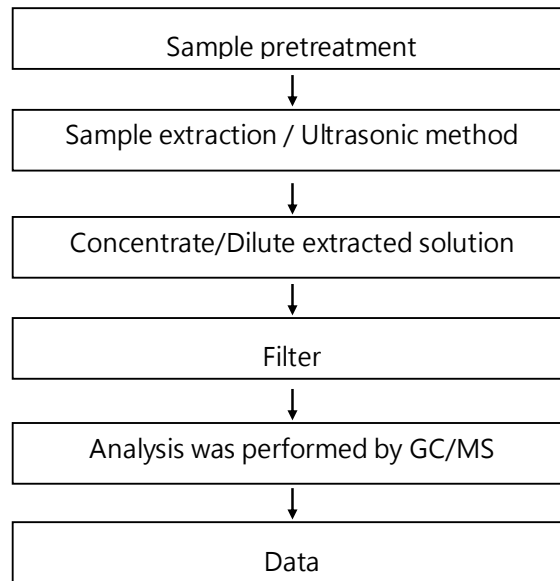 Sample pretreatment
Sample extraction / Ultrasonic method
Concentrate/Dilute extracted solution
Filter
Analysis was performed by GC/MS
Data